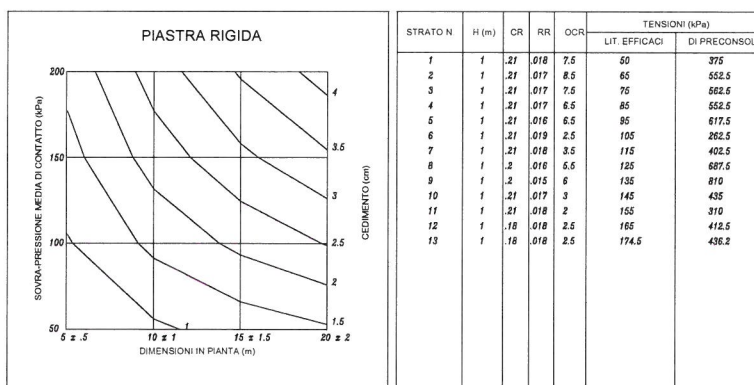 PIASTRA RIGIDA
SOVRA-PRESSIONE MEDIA DI CONTATTO (kPa)
200
150
100
50
5 ± .5
10 ± 1
15 ± 1.5
20 ± 2
DIMENSIONI IN PIANTA (m)
1
1.5
2
2.5
3
3.5
4
CEDIMENTO (cm)
STRATO N H (m) CR RR OCR TENSIONI (kPa)
LIT. EFFICACI DI PRECONSOL
1 1 .21 .018 7.5 50 375
2 1 .21 .017 8.5 65 552.5
3 1 .21 .017 7.5 75 562.5
4 1 .21 .017 6.5 85 552.5
5 1 .21 .016 6.5 95 617.5
6 1 .21 .019 2.5 105 262.5
7 1 .21 .018 3.5 115 402.5
8 1 .2 .016 5.5 125 687.5
9 1 .2 .015 6 135 810
10 1 .21 .017 3 145 435
11 1 .21 .018 2 155 310
12 1 .18 .018 2.5 165 412.5
13 1 .18 .018 2.5 174.5 436.2